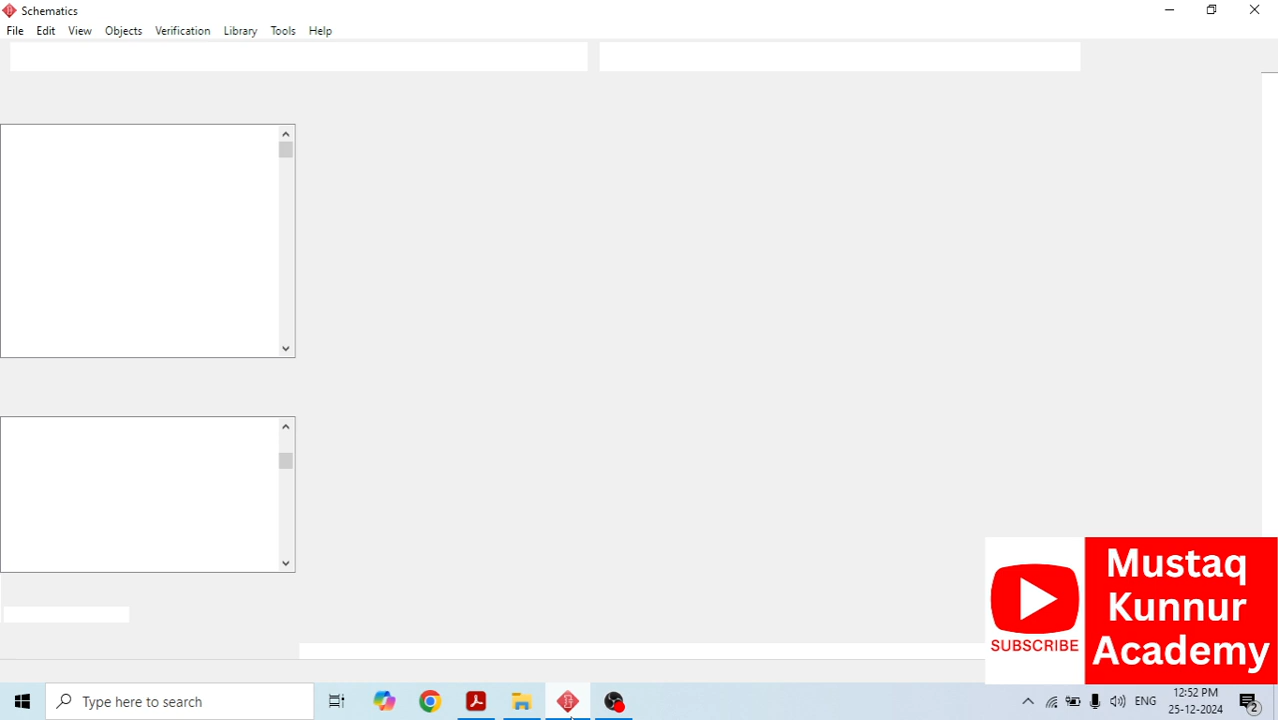 Schematics
File Edit View Objects Verification Library Tools Help
SUBSCRIBE
Mustaq
Kunnur
Academy
Type here to search
ENG
12:52 PM
25-12-2024
2